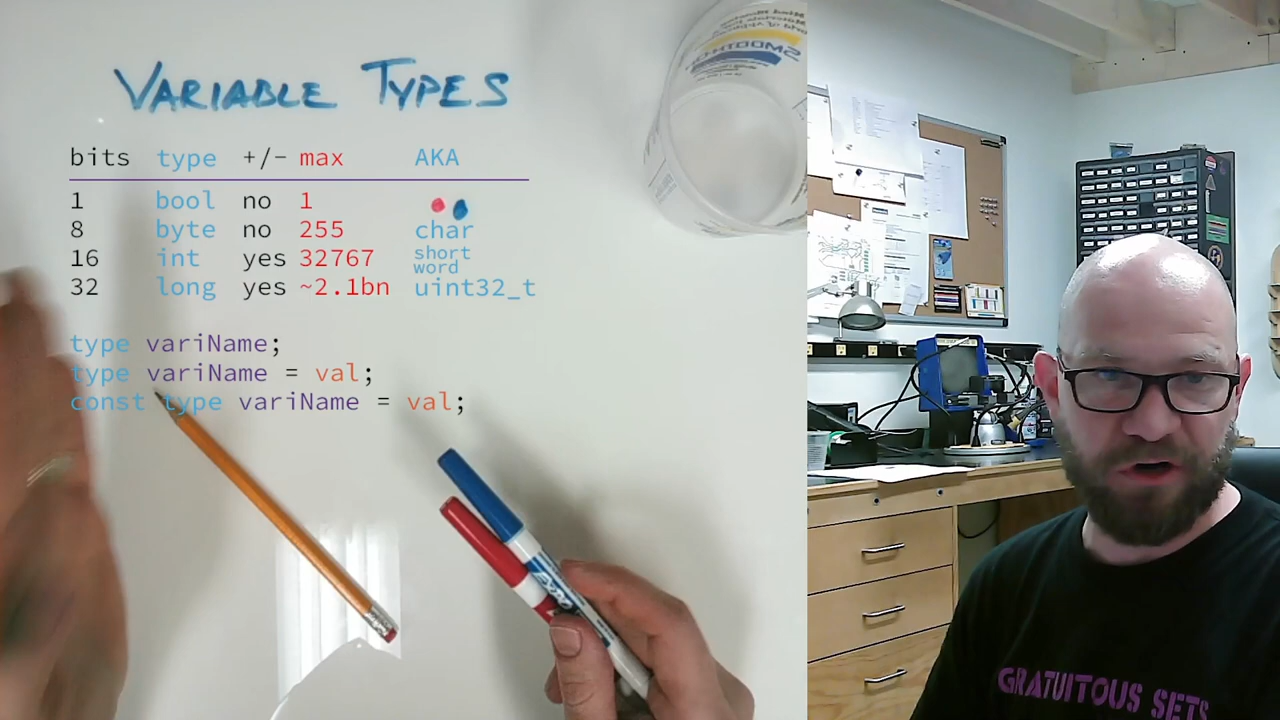 VARIABLE TYPES
bits type +/- max AKA
1 bool no 1
8 byte no 255 char
16 int yes 32767 short
word
32 long yes ~2.1bn uint32_t
type variName;
type variName = val;
const type variName = val;
SMOOTH
GRATUITOUS SETS